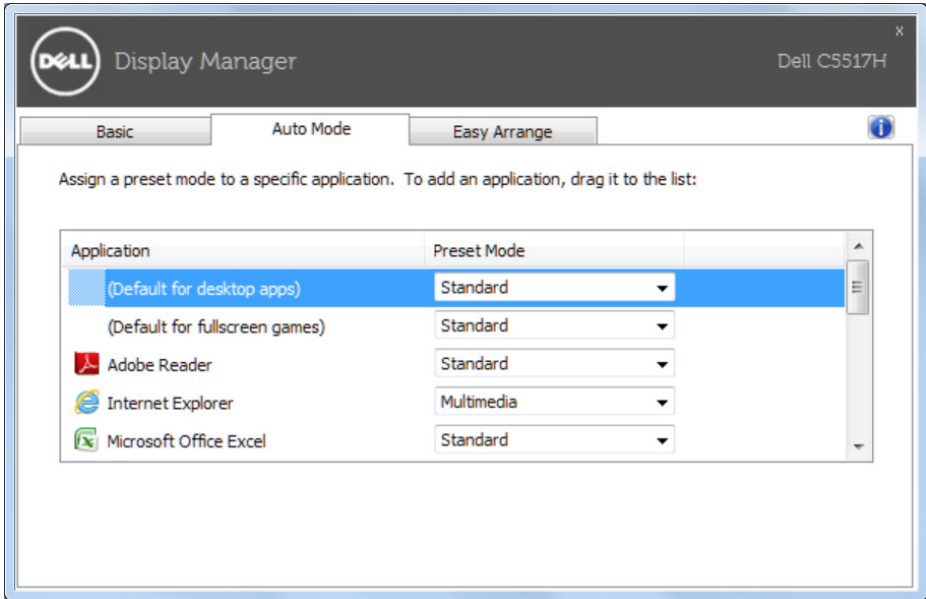 x
DELL Display Manager Dell C5517H
Basic Auto Mode Easy Arrange i
Assign a preset mode to a specific application. To add an application, drag it to the list:
Application Preset Mode
(Default for desktop apps) Standard
(Default for fullscreen games) Standard
Adobe Reader Standard
Internet Explorer Multimedia
Microsoft Office Excel Standard